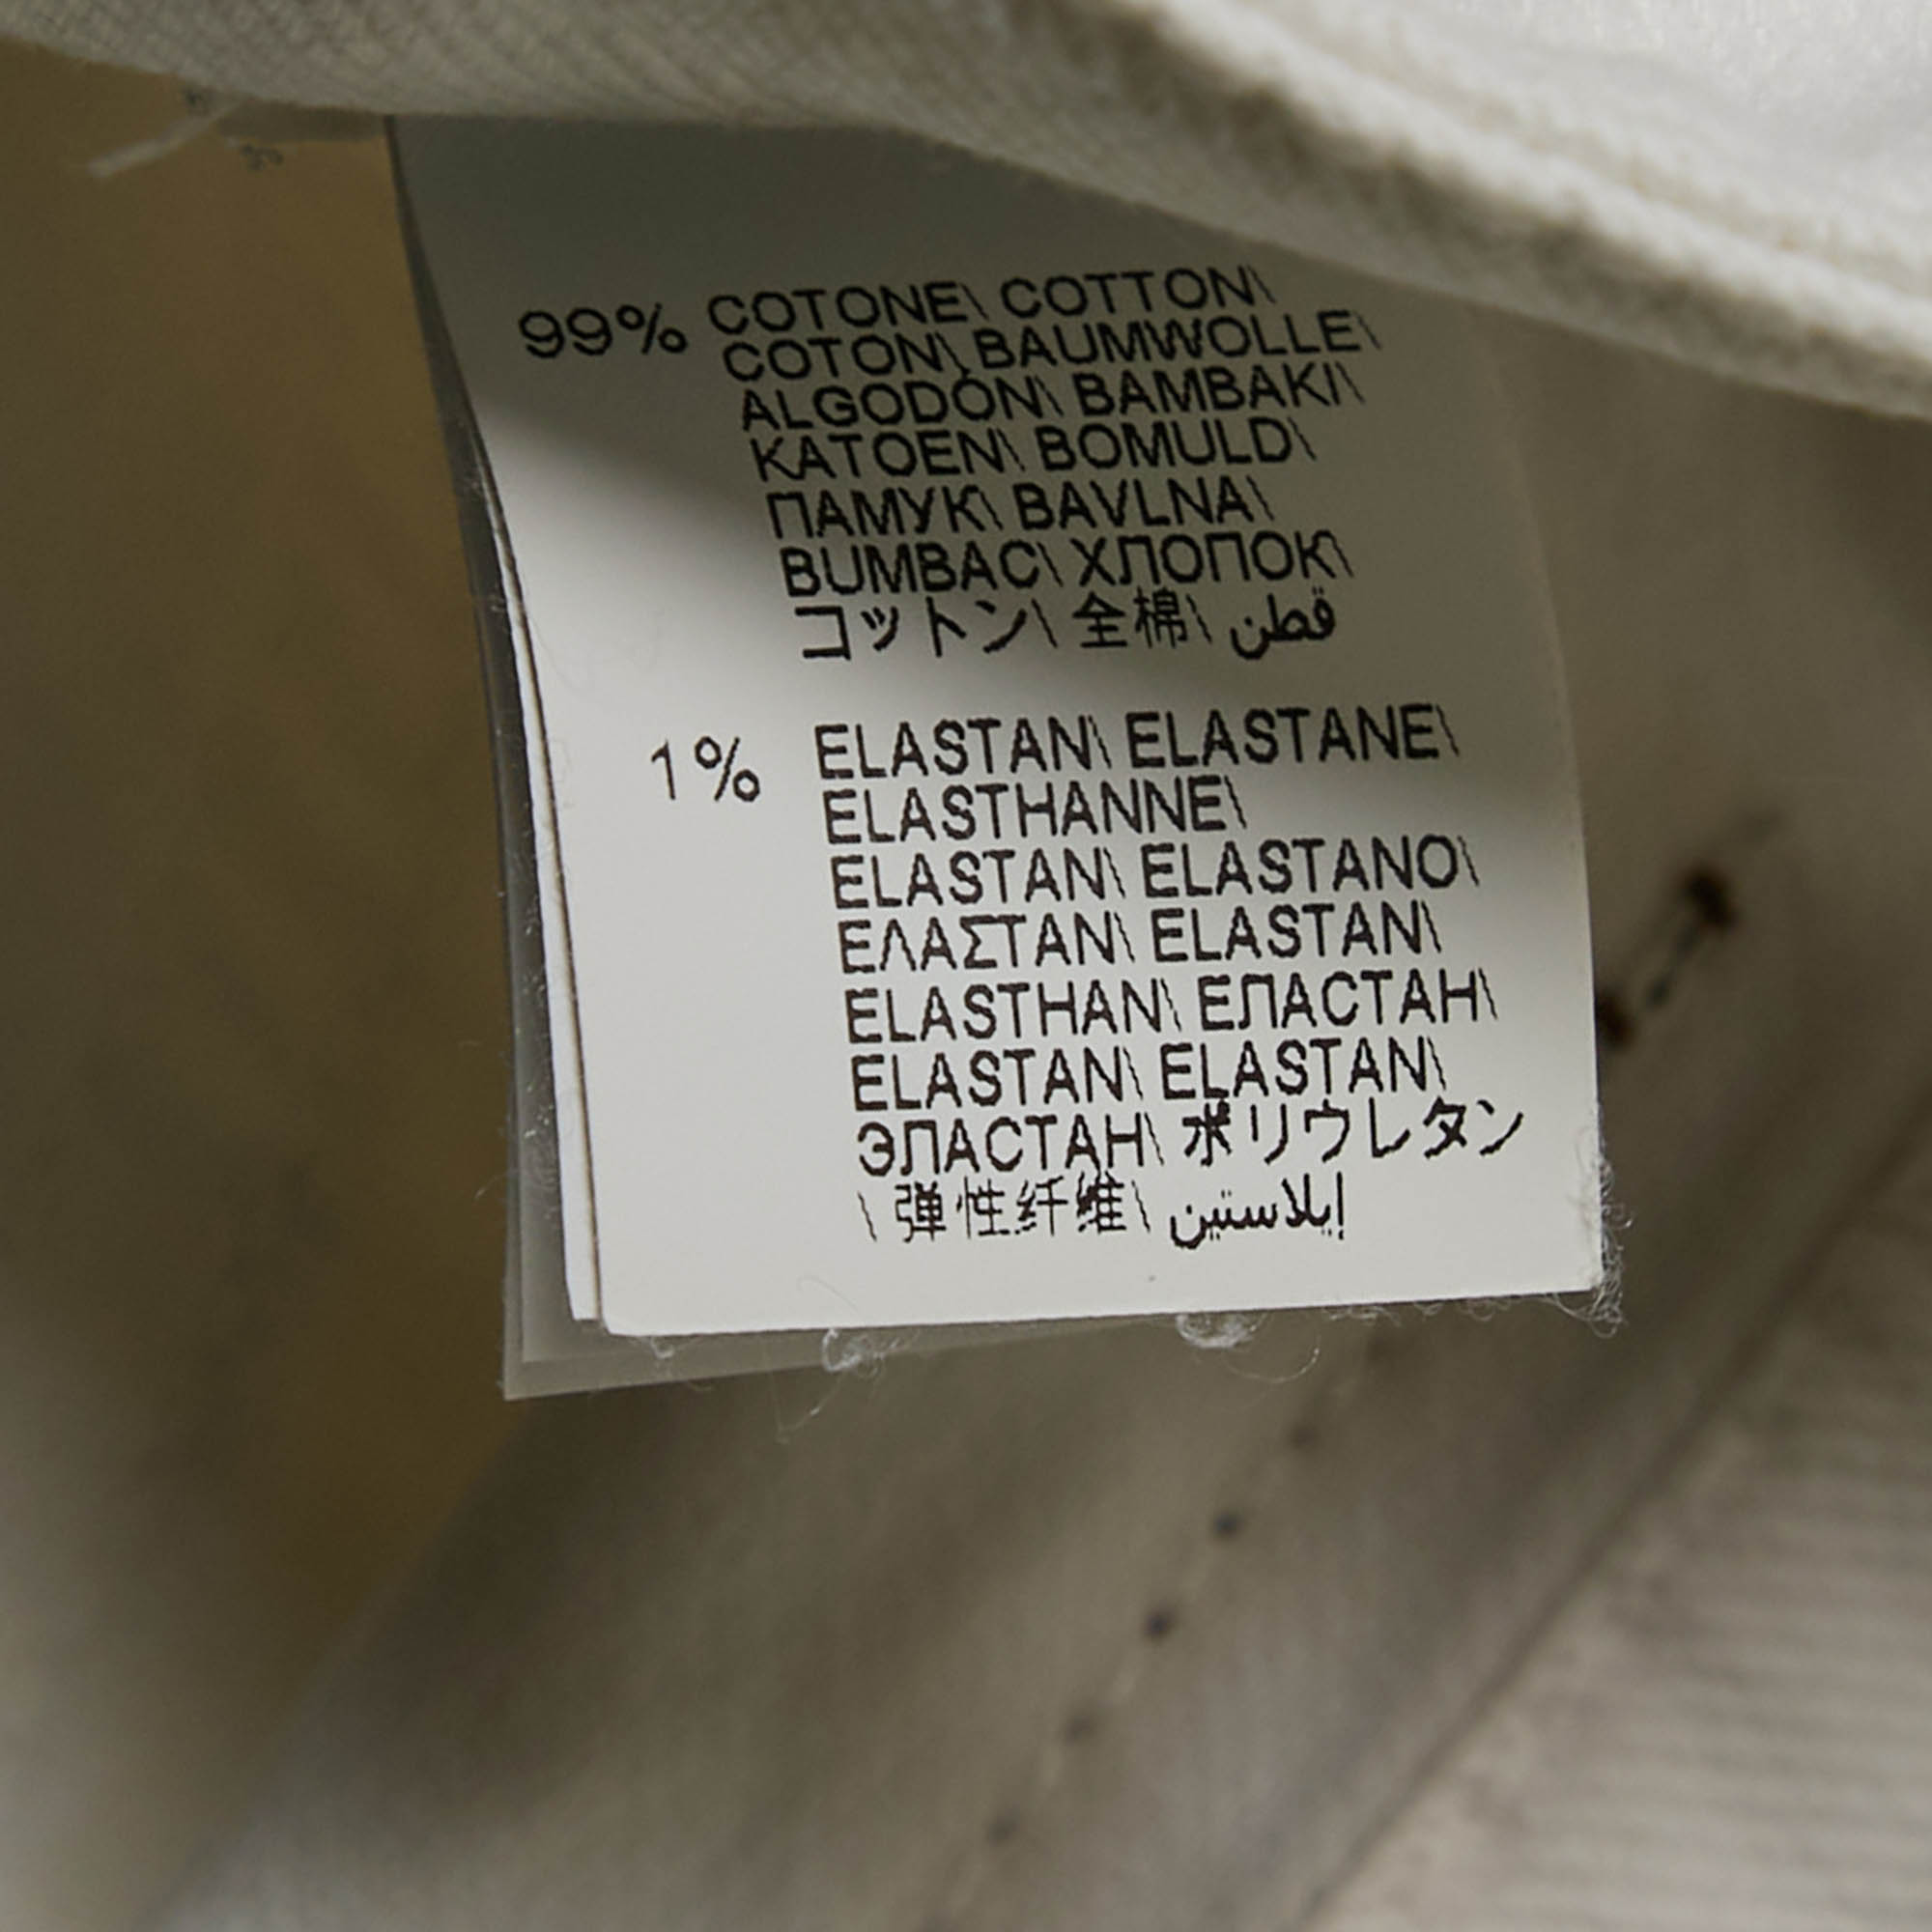 99% COTONE\ COTTON\
COTON\ BAUMWOLLE\
ALGODÓN\ BAMBAKI\
KATOEN\ BOMULD\
ПАМУК\ BAVLNA\
BUMBAC\ ХЛОПОК\
コットン\ 全棉\ قطن
1% ELASTAN\ ELASTANE\
ELASTHANNE\
ELASTAN\ ELASTANO\
ΕΛΑΣΤΑΝ\ ELASTAN\
ELASTHAN\ ЕЛАСТАН\
ELASTAN\ ELASTAN\
ЭЛАСТАН\ ポリウレタン
\ 弹性纤维\ إيلاستين